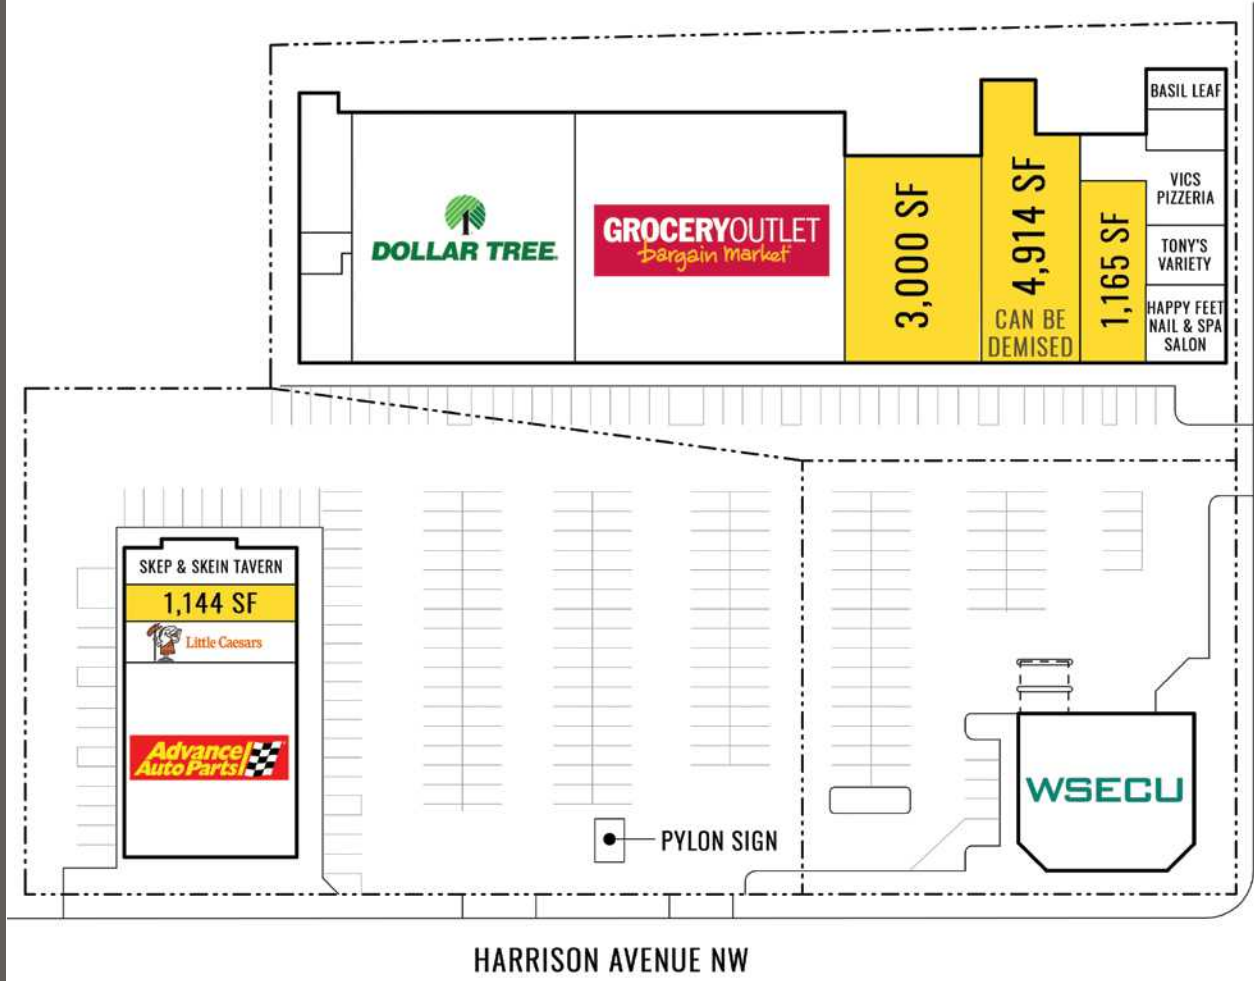 BASIL LEAF
VICS
PIZZERIA
TONY'S
VARIETY
HAPPY FEET
NAIL & SPA
SALON
DOLLAR TREE
GROCERYOUTLET
bargain market
3,000 SF
4,914 SF
CAN BE
DEMISED
1,165 SF
SKEP & SKEIN TAVERN
1,144 SF
Little Caesars
Advance
Auto Parts
WSECU
PYLON SIGN
HARRISON AVENUE NW